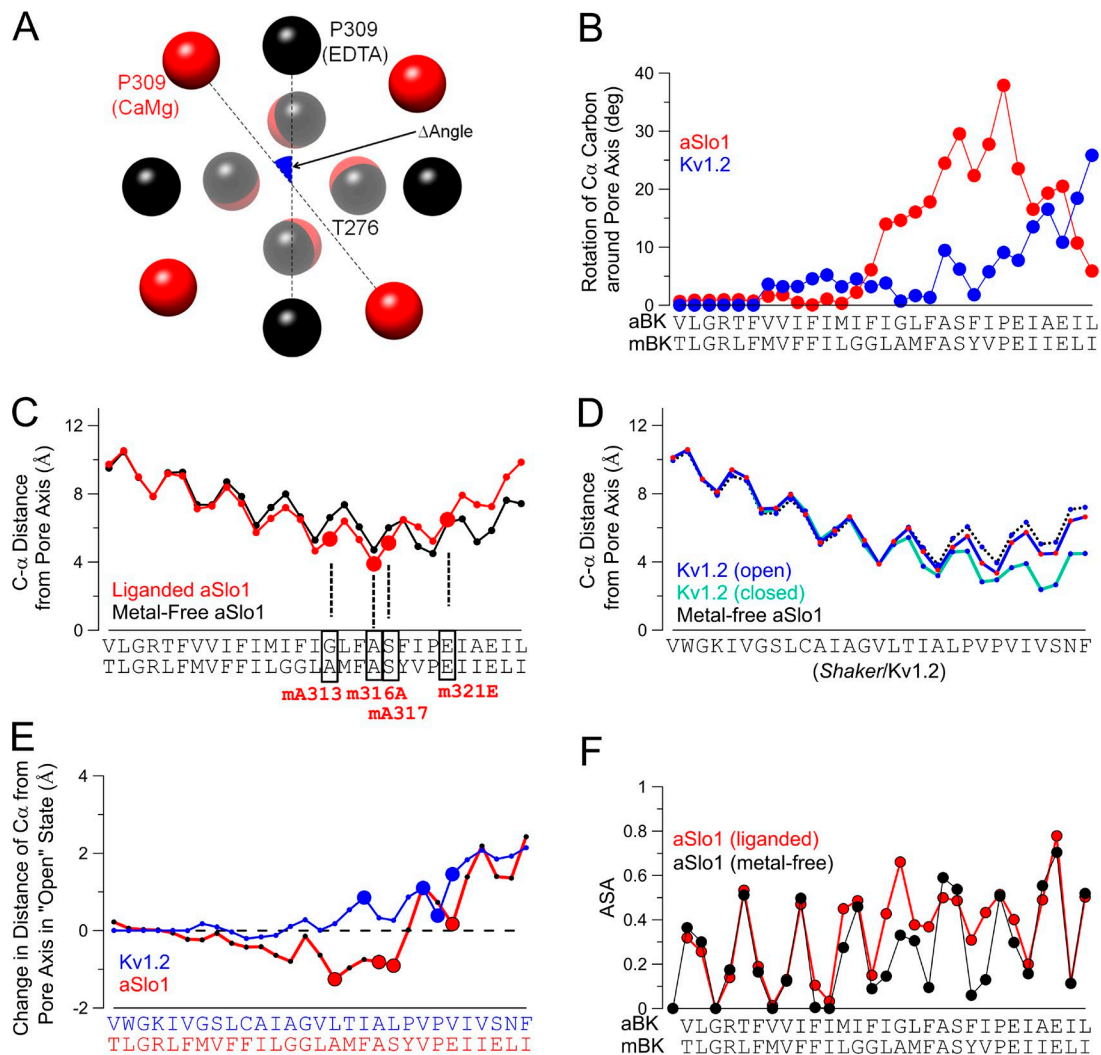 A
P309
(EDTA)
P309
(CaMg)
ΔAngle
T276
B
Rotation of Cα Carbon
around Pore Axis (deg)
40
30
20
10
0
aSlo1
Kv1.2
aBK VLGRTFVVIFIMIFIGLFASFIPEIAEIL
mBK TLGRLFMVFFILGGLAMFASYVPEIIELI
C
C-α Distance
from Pore Axis (Å)
12
8
4
0
Liganded aSlo1
Metal-Free aSlo1
VLGRTFVVIFIMIFIGLFASFIPEIAEIL
TLGRLFMVFFILGGLAMFASYVPEIIELI
mA313 m316A m321E
mA317
D
C-α Distance
from Pore Axis (Å)
12
8
4
0
Kv1.2 (open)
Kv1.2 (closed)
Metal-free aSlo1
VWGKIVGSLCAIAGVLTIALPVPVIVSNF
(Shaker/Kv1.2)
E
Change in Distance of Cα from
Pore Axis in "Open" State (Å)
4
2
0
-2
Kv1.2
aSlo1
VWGKIVGSLCAIAGVLTIALPVPVIVSNF
TLGRLFMVFFILGGLAMFASYVPEIIELI
F
ASA
1
0.8
0.6
0.4
0.2
0
aSlo1 (liganded)
aSlo1 (metal-free)
aBK VLGRTFVVIFIMIFIGLFASFIPEIAEIL
mBK TLGRLFMVFFILGGLAMFASYVPEIIELI